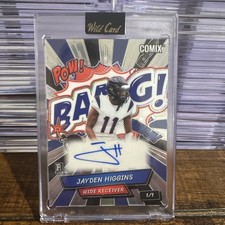 Wild Card
COMIX
POW!
BANG!
11
JAYDEN HIGGINS
WIDE RECEIVER
1/1